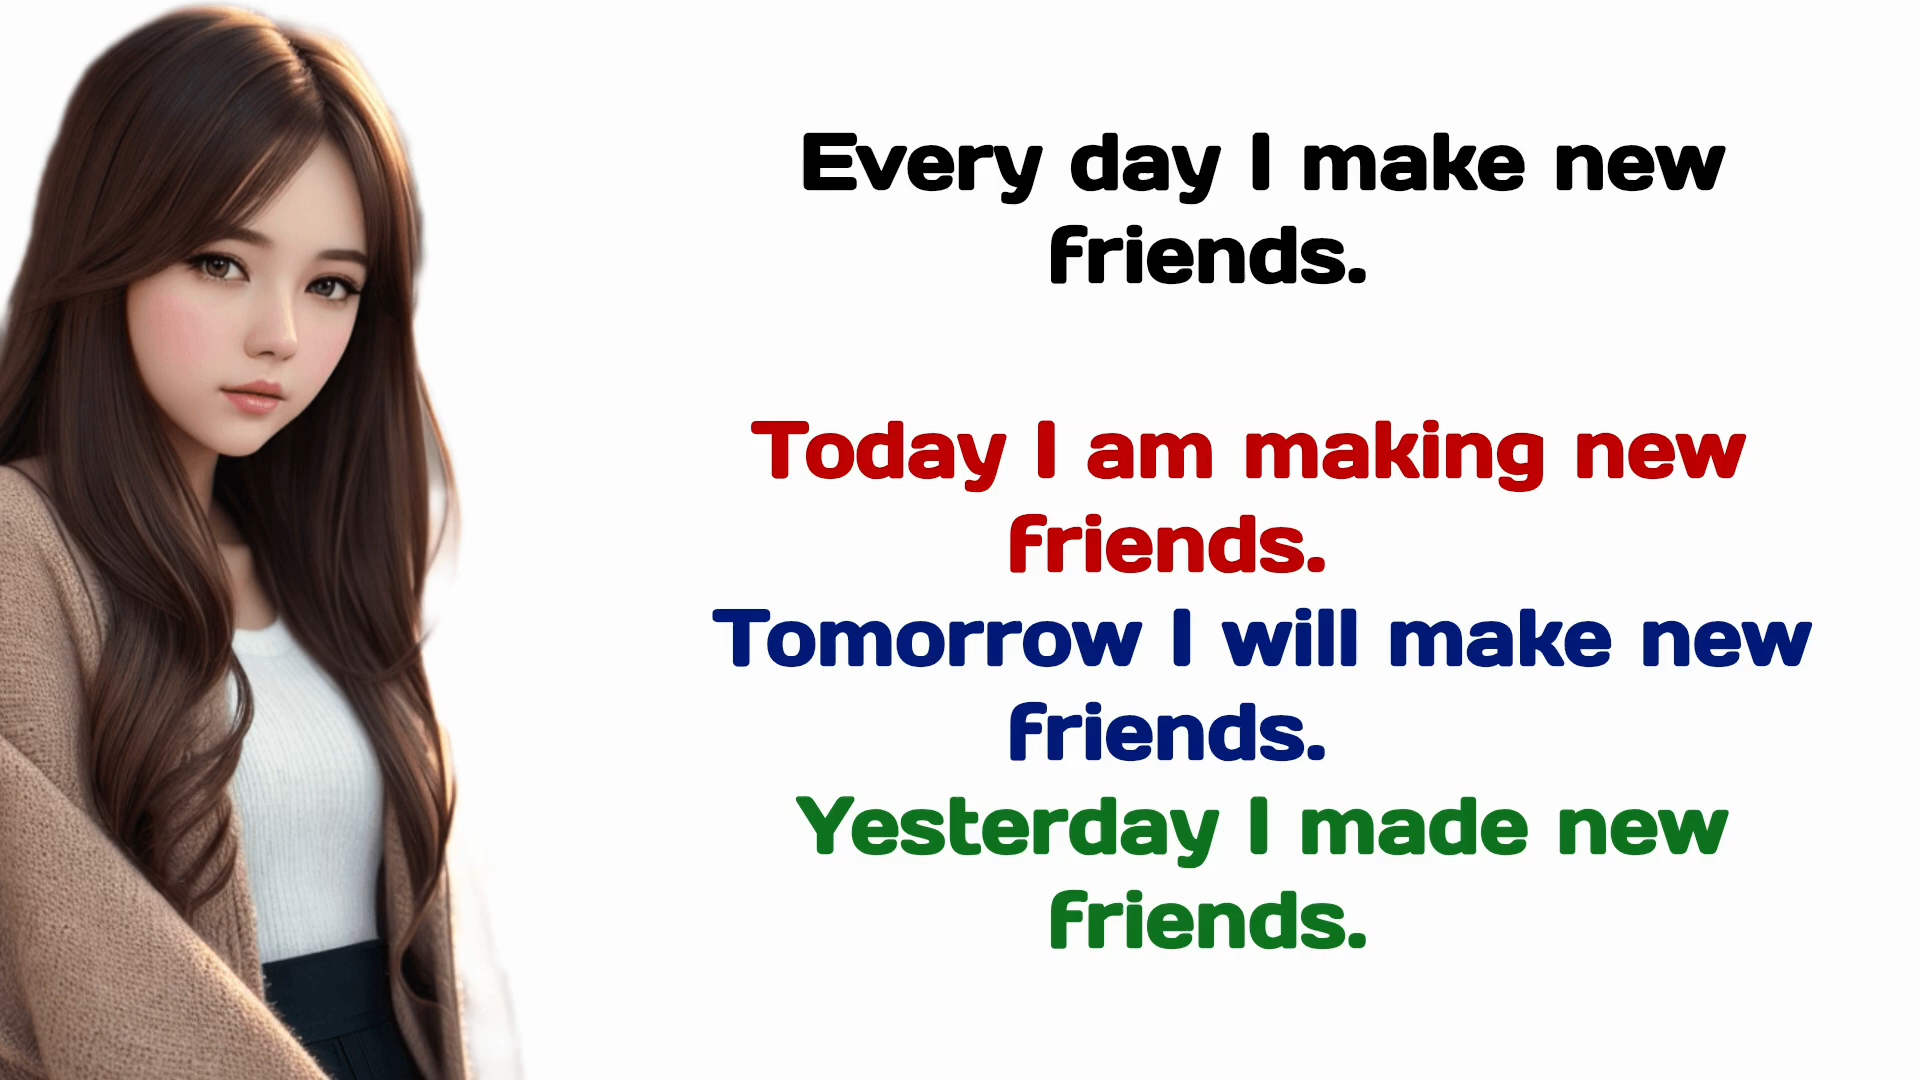 Every day I make new
friends.
Today I am making new
friends.
Tomorrow I will make new
friends.
Yesterday I made new
friends.